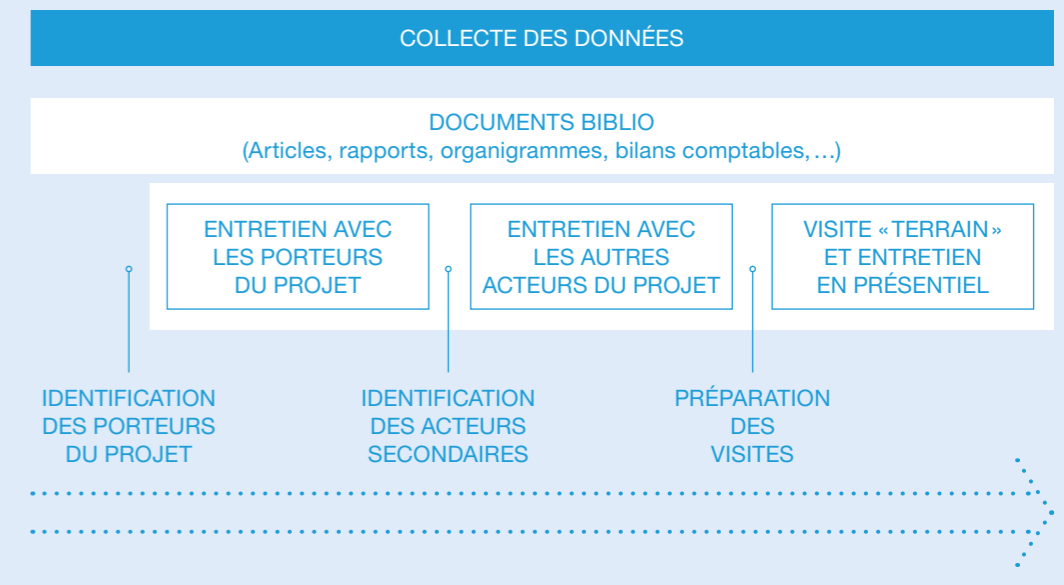 COLLECTE DES DONNÉES
DOCUMENTS BIBLIO
(Articles, rapports, organigrammes, bilans comptables,…)
ENTRETIEN AVEC
LES PORTEURS
DU PROJET
ENTRETIEN AVEC
LES AUTRES
ACTEURS DU PROJET
VISITE «TERRAIN»
ET ENTRETIEN
EN PRÉSENTIEL
IDENTIFICATION
DES PORTEURS
DU PROJET
IDENTIFICATION
DES ACTEURS
SECONDAIRES
PRÉPARATION
DES
VISITES